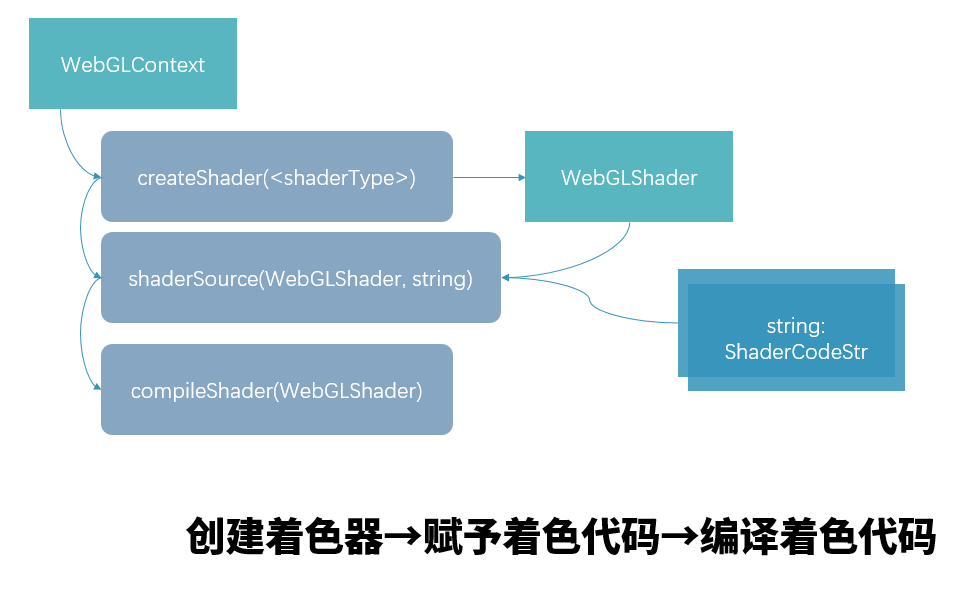 WebGLContext
createShader(<shaderType>)
WebGLShader
shaderSource(WebGLShader, string)
string:
ShaderCodeStr
compileShader(WebGLShader)
创建着色器→赋予着色代码→编译着色代码